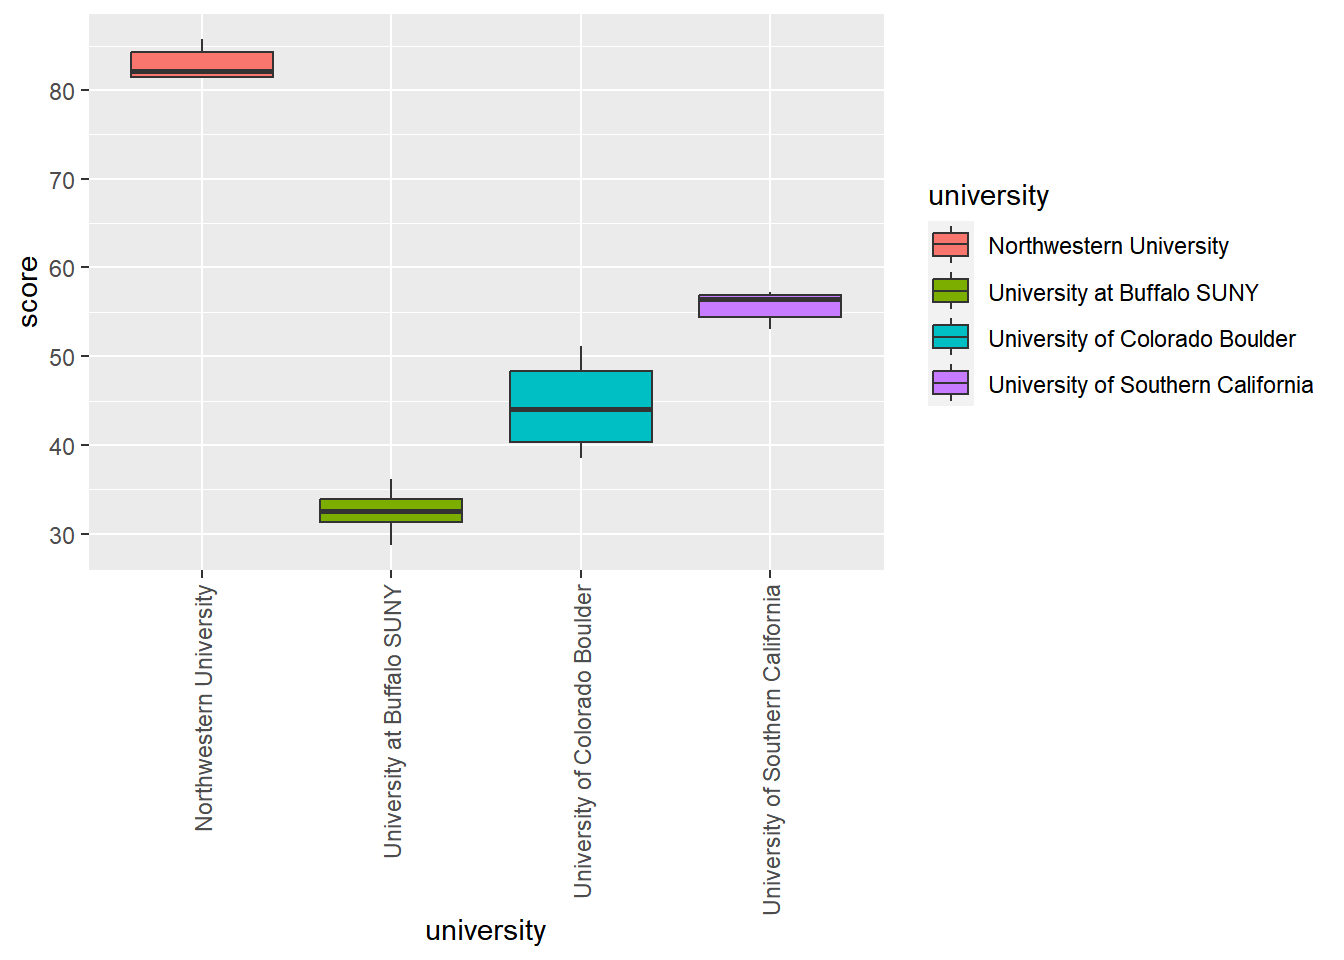 score
80
70
60
50
40
30
Northwestern University
University at Buffalo SUNY
University of Colorado Boulder
University of Southern California
university
university
Northwestern University
University at Buffalo SUNY
University of Colorado Boulder
University of Southern California